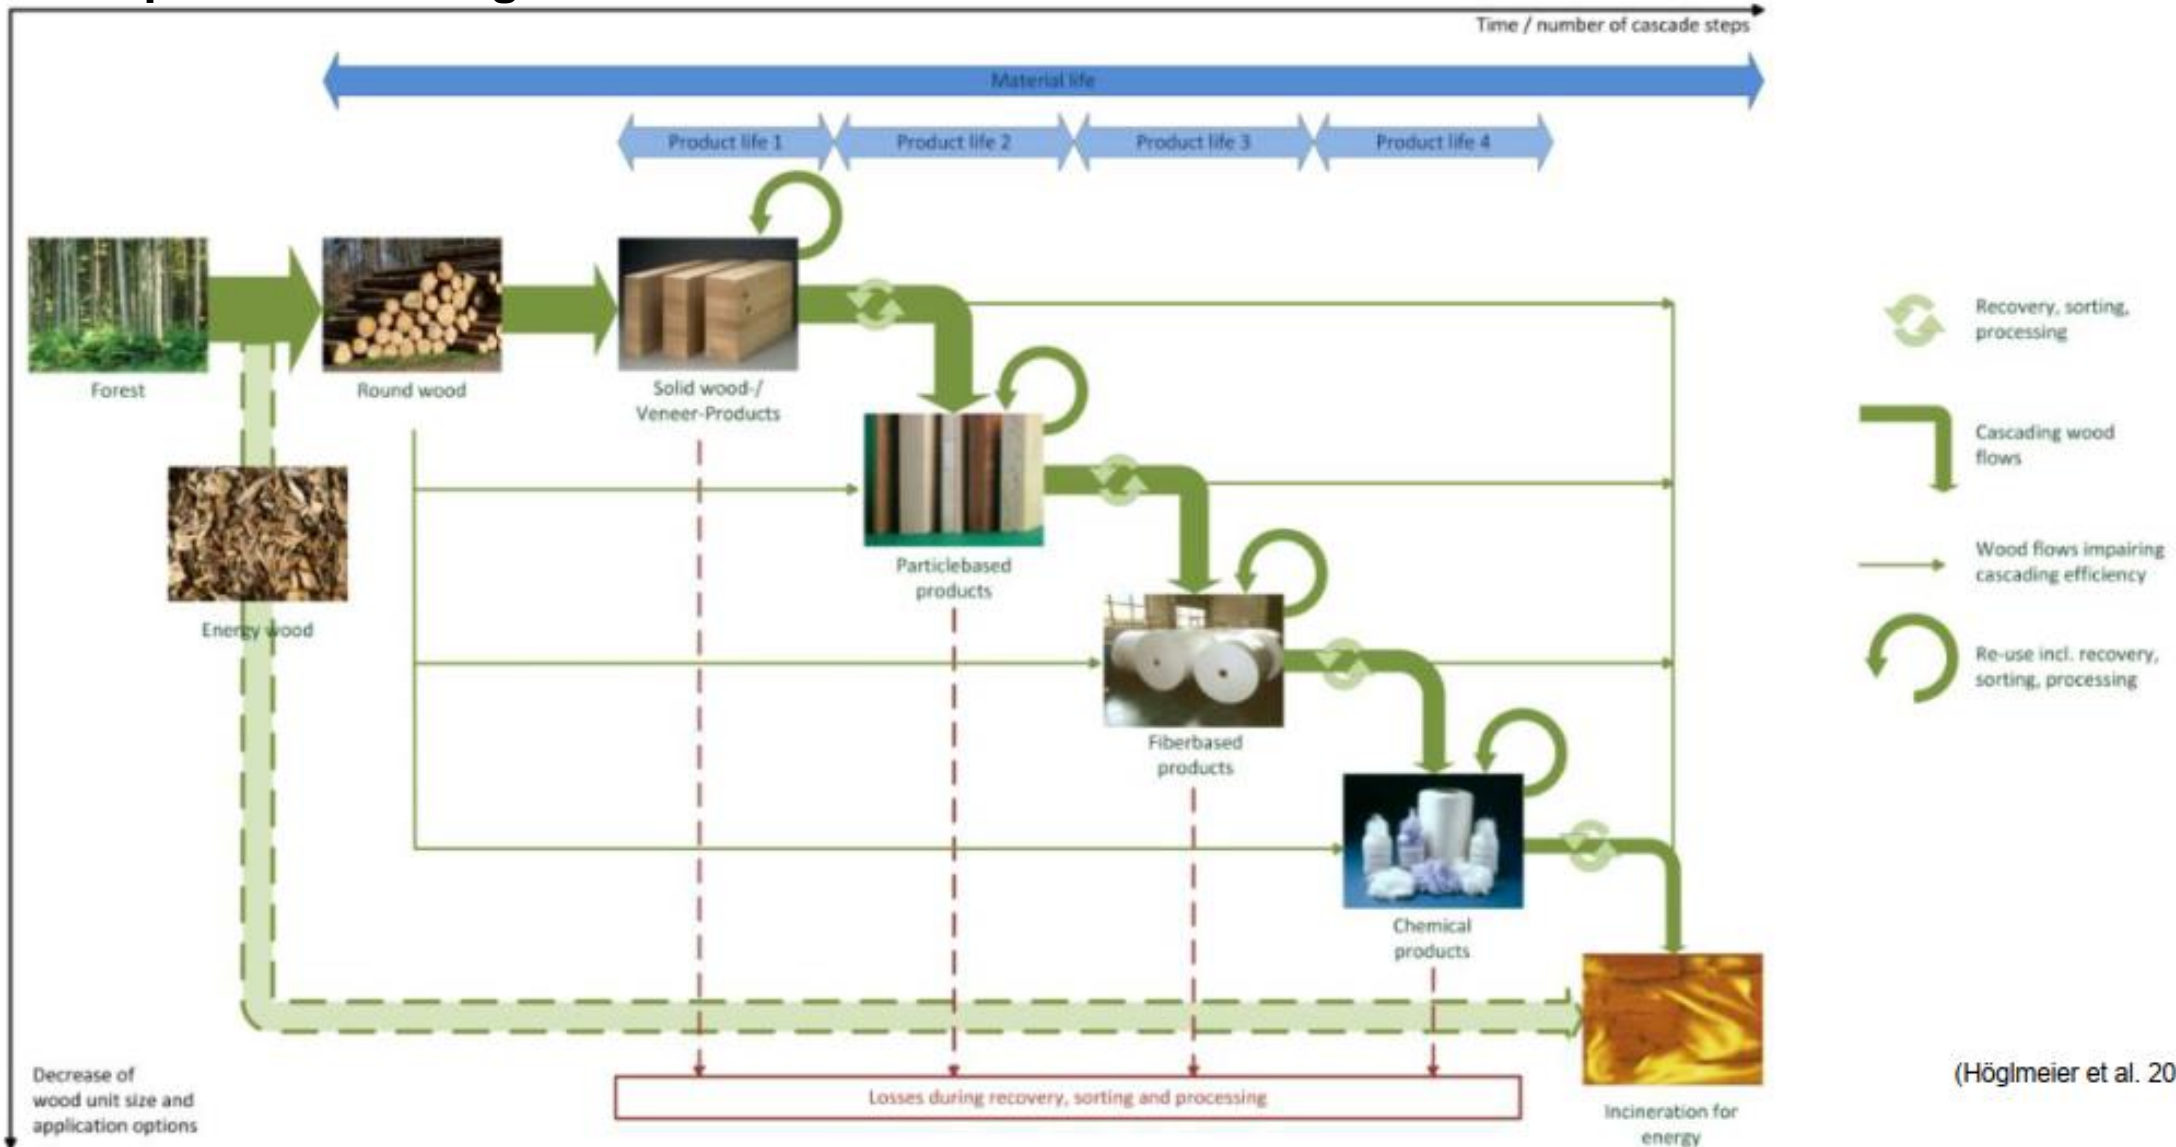 Time / number of cascade steps
Material life
Product life 1
Product life 2
Product life 3
Product life 4
Forest
Round wood
Solid wood-/
Veneer-Products
Energy wood
Particlebased
products
Fiberbased
products
Chemical
products
Incineration for
energy
Losses during recovery, sorting and processing
Decrease of
wood unit size and
application options
Recovery, sorting,
processing
Cascading wood
flows
Wood flows impairing
cascading efficiency
Re-use incl. recovery,
sorting, processing
(Höglmeier et al. 20